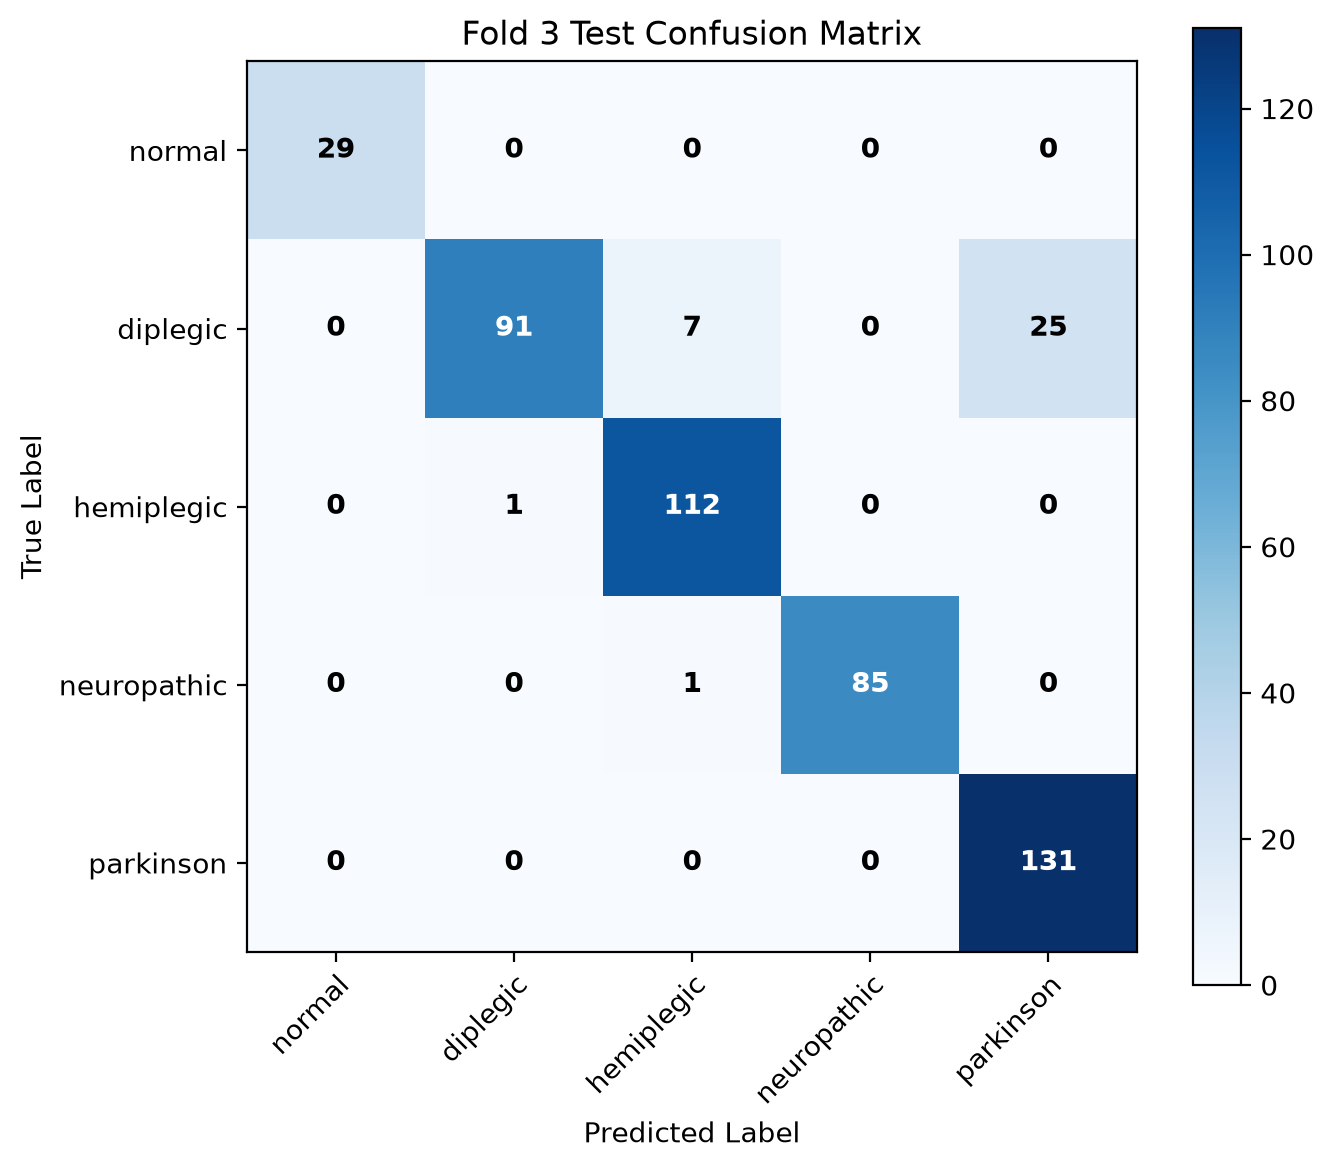 Fold 3 Test Confusion Matrix
normal 29 0 0 0 0
diplegic 0 91 7 0 25
hemiplegic 0 1 112 0 0
neuropathic 0 0 1 85 0
parkinson 0 0 0 0 131
True Label
normal diplegic hemiplegic neuropathic parkinson
Predicted Label
120
100
80
60
40
20
0